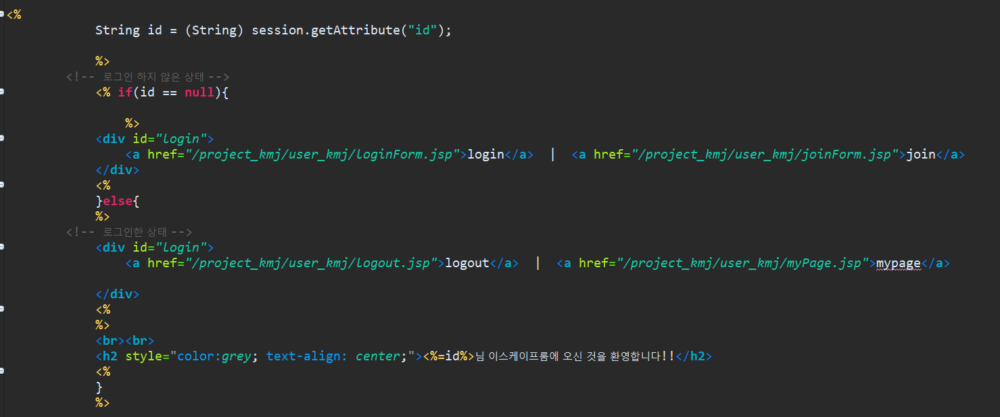 <%
String id = (String) session.getAttribute("id");
%>
<!-- 로그인 하지 않은 상태 -->
<% if(id == null){
%>
<div id="login">
<a href="/project_kmj/user_kmj/loginForm.jsp">login</a> | <a href="/project_kmj/user_kmj/joinForm.jsp">join</a>
</div>
<%
}else{
%>
<!-- 로그인한 상태 -->
<div id="login">
<a href="/project_kmj/user_kmj/logout.jsp">logout</a> | <a href="/project_kmj/user_kmj/myPage.jsp">mypage</a>
</div>
<%
%>
<br><br>
<h2 style="color:grey; text-align: center;"><%=id%>님 이스케이프룸에 오신 것을 환영합니다!!</h2>
<%
}
%>